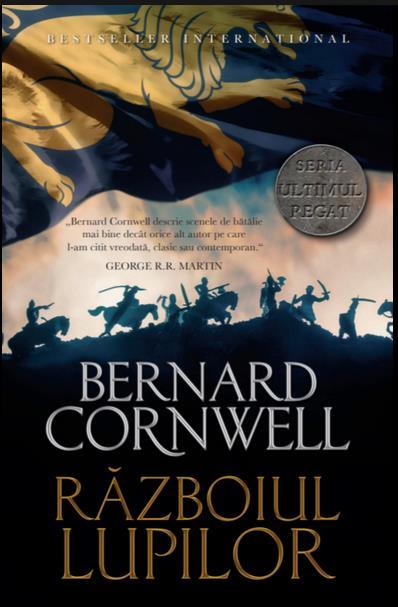 BESTSELLER INTERNATIONAL
SERIA
ULTIMUL
REGAT
„Bernard Cornwell descrie scenele de bătălie
mai bine decât orice alt autor pe care
l-am citit vreodată, clasic sau contemporan.“
GEORGE R.R. MARTIN
BERNARD
CORNWELL
RĂZBOIUL
LUPILOR